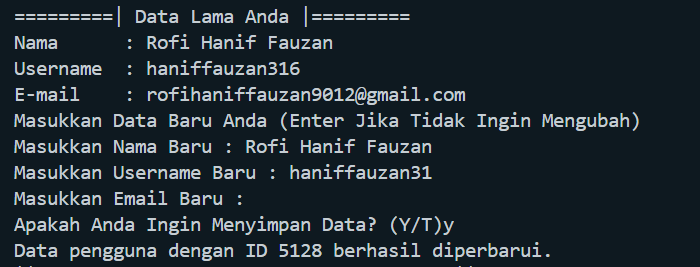 =========| Data Lama Anda |=========
Nama      : Rofi Hanif Fauzan
Username  : haniffauzan316
E-mail    : rofihaniffauzan9012@gmail.com
Masukkan Data Baru Anda (Enter Jika Tidak Ingin Mengubah)
Masukkan Nama Baru : Rofi Hanif Fauzan
Masukkan Username Baru : haniffauzan31
Masukkan Email Baru :
Apakah Anda Ingin Menyimpan Data? (Y/T)y
Data pengguna dengan ID 5128 berhasil diperbarui.